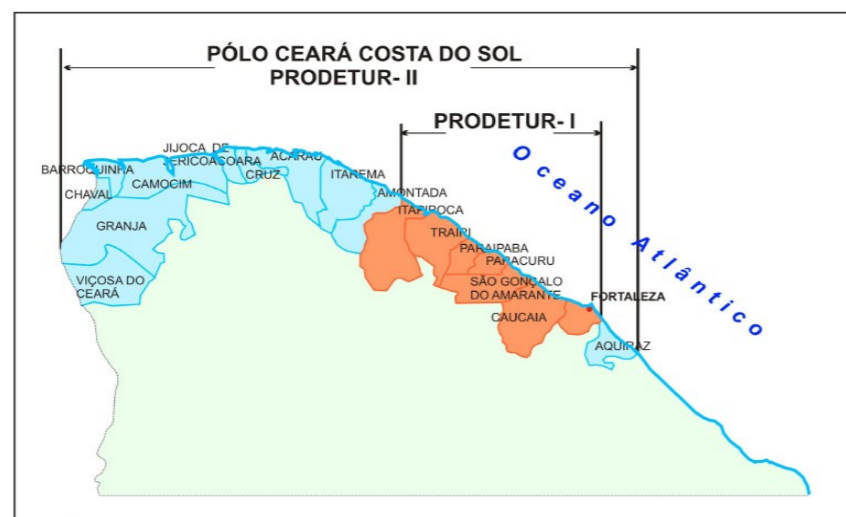 PÓLO CEARÁ COSTA DO SOL
PRODETUR- II
PRODETUR- I
Oceano Atlântico
BARROQUINHA
JIJOCA DE
JERICOACOARA
ACARAU
CHAVAL
CAMOCIM
CRUZ
ITAREMA
AMONTADA
GRANJA
ITAPIPOCA
TRAIRI
PARAIPABA
PARACURU
VIÇOSA DO
CEARÁ
SÃO GONÇALO
DO AMARANTE
FORTALEZA
CAUCAIA
AQUIRAZ